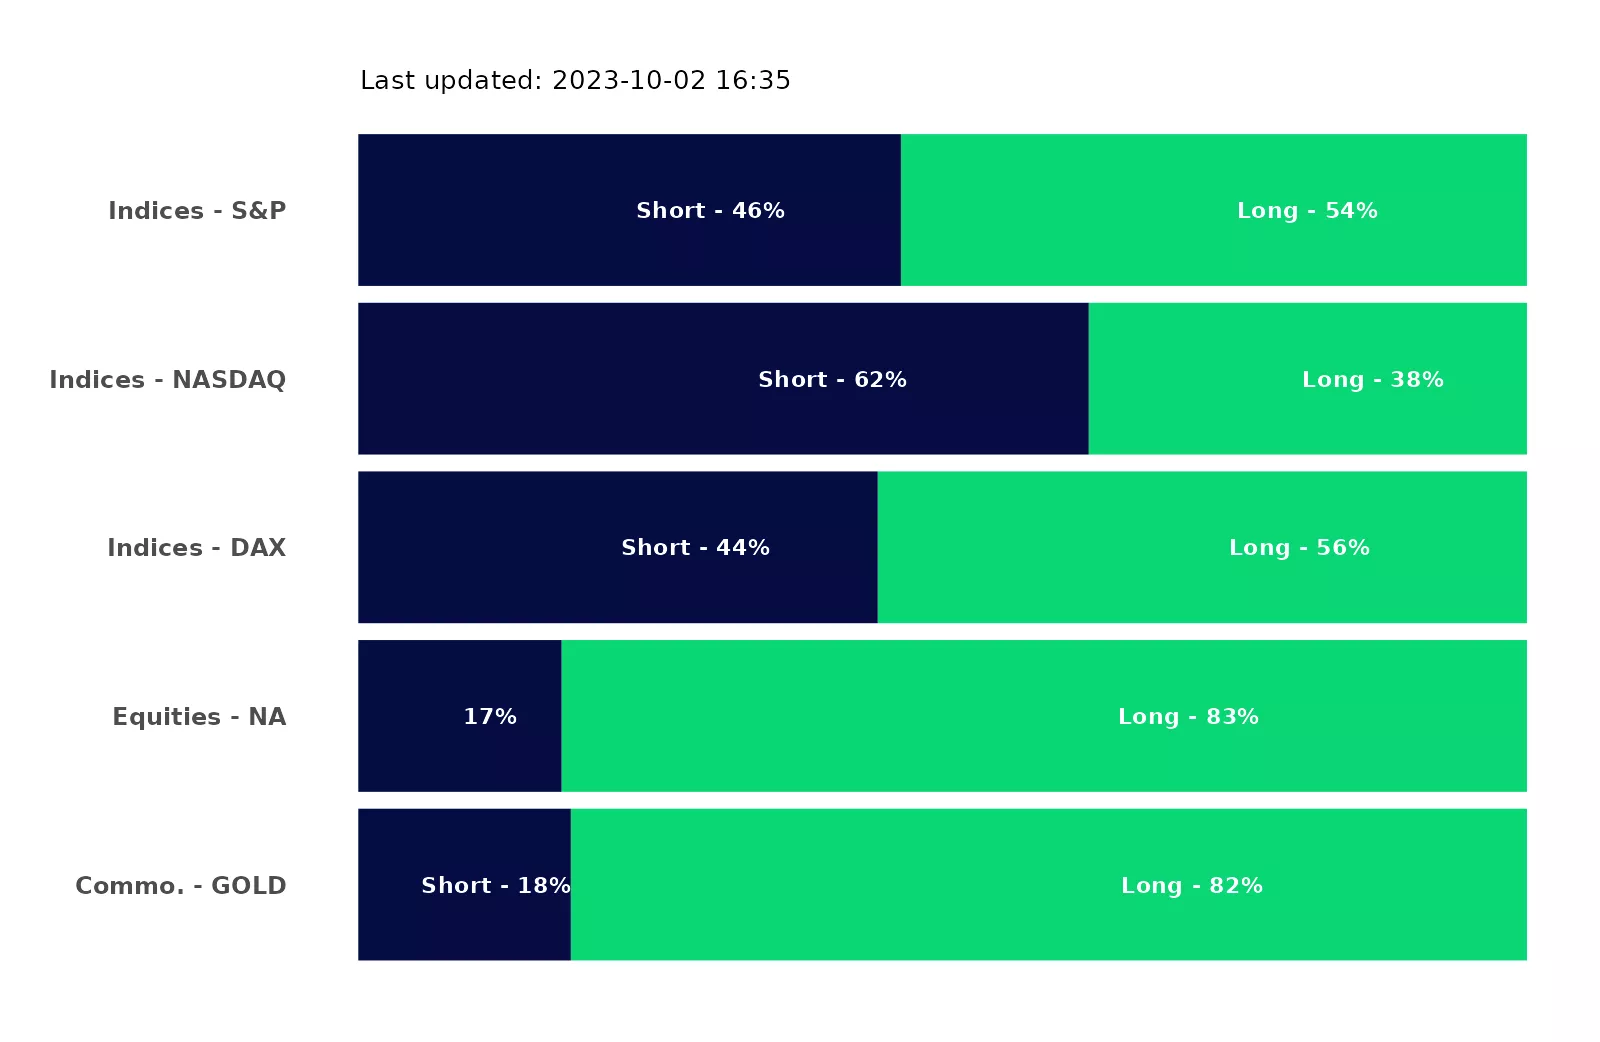 Last updated: 2023-10-02 16:35
Indices - S&P Short - 46% Long - 54%
Indices - NASDAQ Short - 62% Long - 38%
Indices - DAX Short - 44% Long - 56%
Equities - NA 17% Long - 83%
Commo. - GOLD Short - 18% Long - 82%